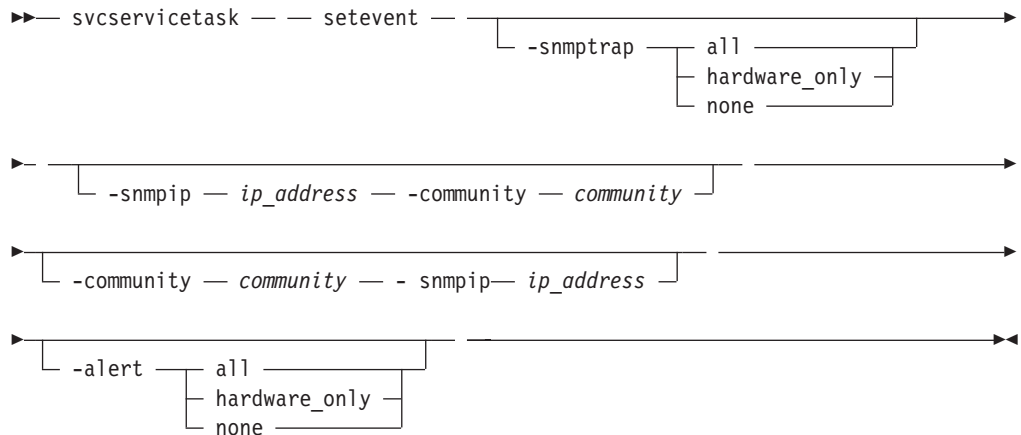 svcservicetask — — setevent
-snmptrap — all
hardware_only
none
-snmpip — ip_address — -community — community
-community — community — - snmpip— ip_address
-alert — all
hardware_only
none